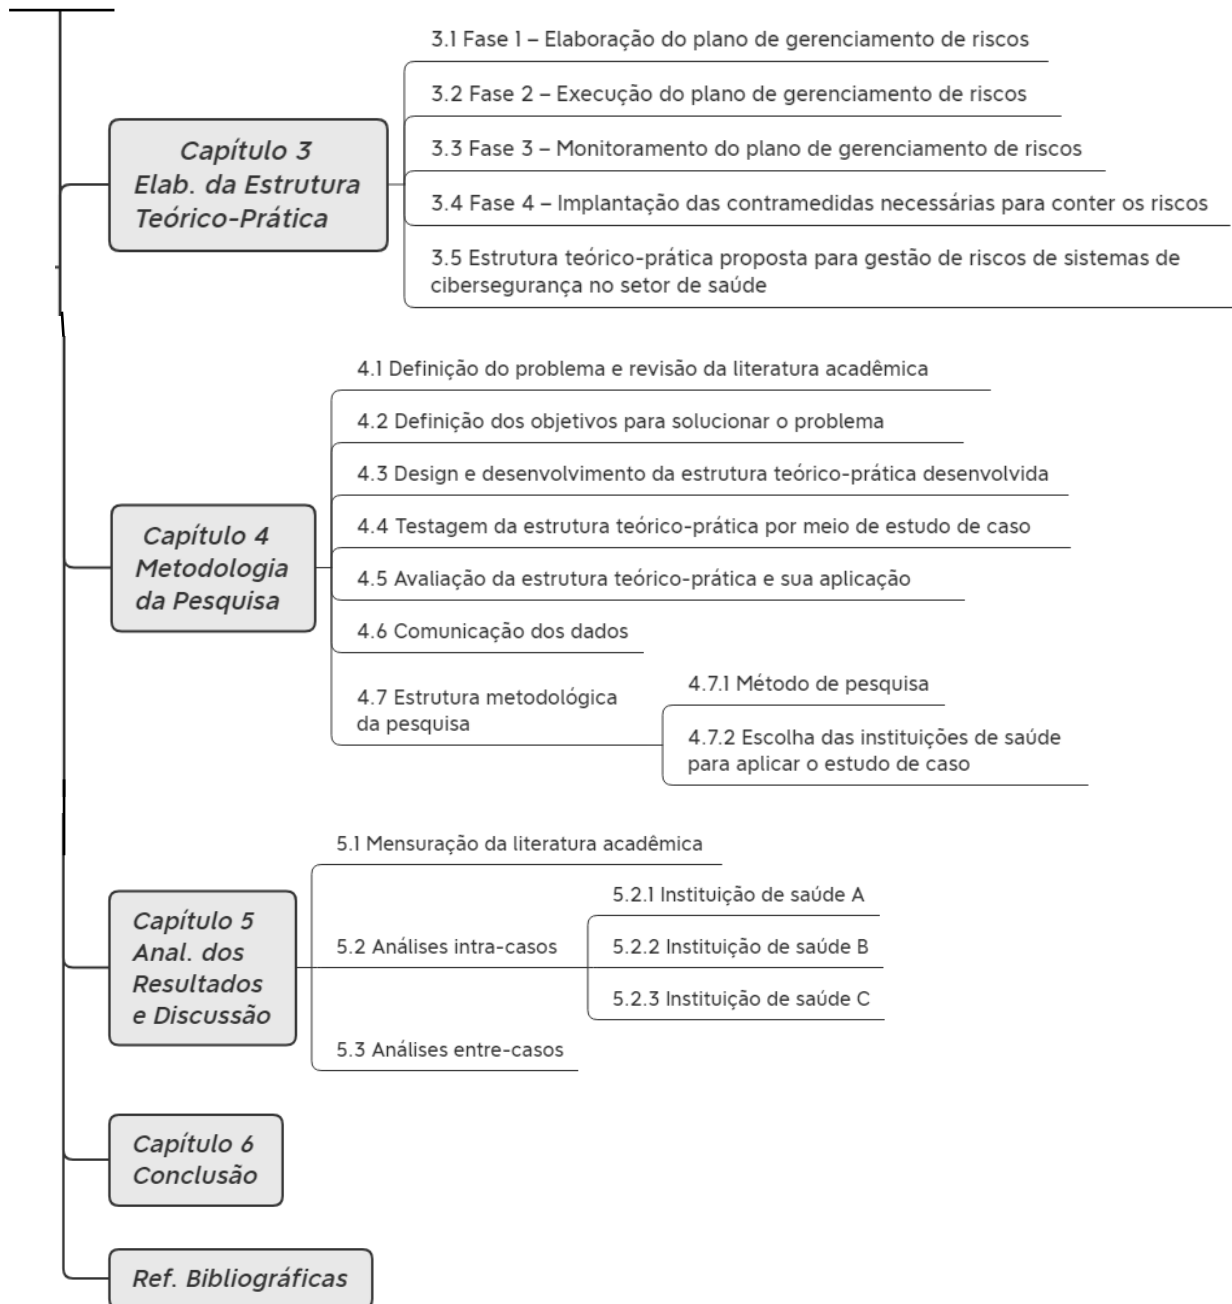 Capítulo 3
Elab. da Estrutura
Teórico-Prática
3.1 Fase 1 – Elaboração do plano de gerenciamento de riscos
3.2 Fase 2 – Execução do plano de gerenciamento de riscos
3.3 Fase 3 – Monitoramento do plano de gerenciamento de riscos
3.4 Fase 4 – Implantação das contramedidas necessárias para conter os riscos
3.5 Estrutura teórico-prática proposta para gestão de riscos de sistemas de
cibersegurança no setor de saúde
Capítulo 4
Metodologia
da Pesquisa
4.1 Definição do problema e revisão da literatura acadêmica
4.2 Definição dos objetivos para solucionar o problema
4.3 Design e desenvolvimento da estrutura teórico-prática desenvolvida
4.4 Testagem da estrutura teórico-prática por meio de estudo de caso
4.5 Avaliação da estrutura teórico-prática e sua aplicação
4.6 Comunicação dos dados
4.7 Estrutura metodológica
da pesquisa
4.7.1 Método de pesquisa
4.7.2 Escolha das instituições de saúde
para aplicar o estudo de caso
Capítulo 5
Anal. dos
Resultados
e Discussão
5.1 Mensuração da literatura acadêmica
5.2 Análises intra-casos
5.2.1 Instituição de saúde A
5.2.2 Instituição de saúde B
5.2.3 Instituição de saúde C
5.3 Análises entre-casos
Capítulo 6
Conclusão
Ref. Bibliográficas